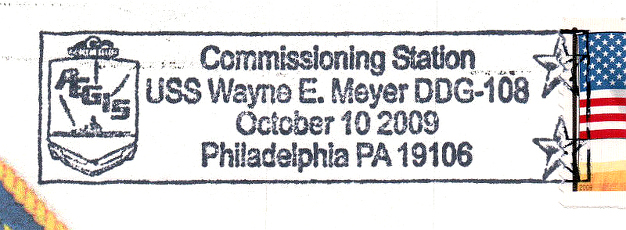 Commissioning Station
AEGIS
USS Wayne E. Meyer DDG-108
October 10 2009
Philadelphia PA 19106